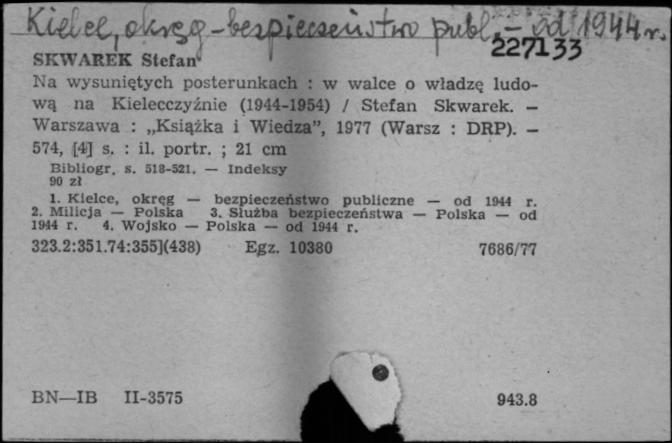 Kielce, okręg - bezpieczeństwo publ. - od 1944 r.
227133
SKWAREK Stefan
Na wysuniętych posterunkach : w walce o władzę ludo-
wą na Kielecczyźnie (1944-1954) / Stefan Skwarek. —
Warszawa : „Książka i Wiedza”, 1977 (Warsz : DRP). —
574, [4] s. : il. portr. ; 21 cm
Bibliogr. s. 518-521. — Indeksy
90 zł
1. Kielce, okręg — bezpieczeństwo publiczne — od 1944 r.
2. Milicja — Polska 3. Służba bezpieczeństwa — Polska — od
1944 r. 4. Wojsko — Polska — od 1944 r.
323.2:351.74:355](438) Egz. 10380 7686/77
BN—IB II-3575 943.8